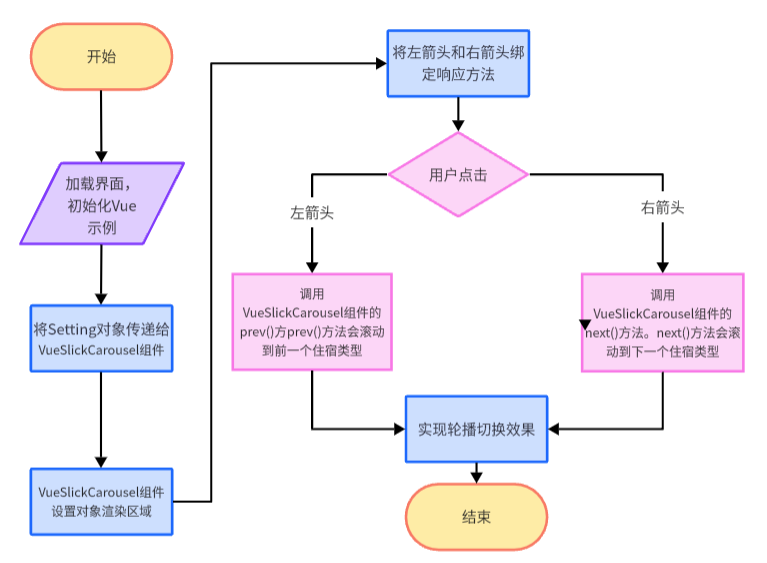 开始
加载界面，
初始化Vue
示例
将Setting对象传递给
VueSlickCarousel组件
VueSlickCarousel组件
设置对象渲染区域
将左箭头和右箭头绑
定响应方法
用户点击
左箭头
右箭头
调用
VueSlickCarousel组件的
prev()方prev()方法会滚动
到前一个住宿类型
调用
VueSlickCarousel组件的
next()方法。next()方法会滚
动到下一个住宿类型
实现轮播切换效果
结束